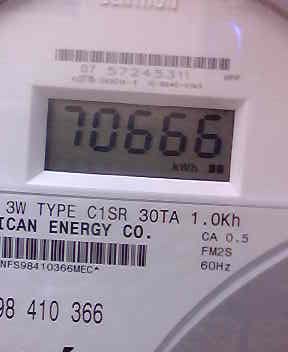 07 57245311
70666
kWh
3W TYPE C1SR 30TA 1.0Kh
ICAN ENERGY CO.
CA 0.5
FM2S
60Hz
NFS98410366MEC*
98 410 366